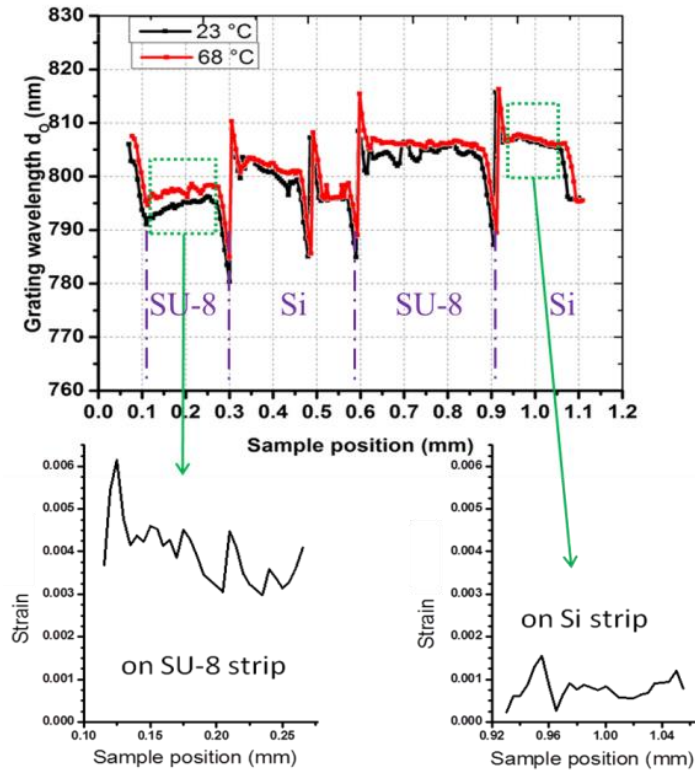 830
820
810
800
790
780
770
760
Grating wavelength d₀ (nm)
23 °C
68 °C
SU-8
Si
SU-8
Si
0.0 0.1 0.2 0.3 0.4 0.5 0.6 0.7 0.8 0.9 1.0 1.1 1.2
Sample position (mm)
0.006
0.005
0.004
0.003
0.002
0.001
0.000
Strain
on SU-8 strip
0.10 0.15 0.20 0.25
Sample position (mm)
0.006
0.005
0.004
0.003
0.002
0.001
0.000
Strain
on Si strip
0.92 0.96 1.00 1.04
Sample position (mm)